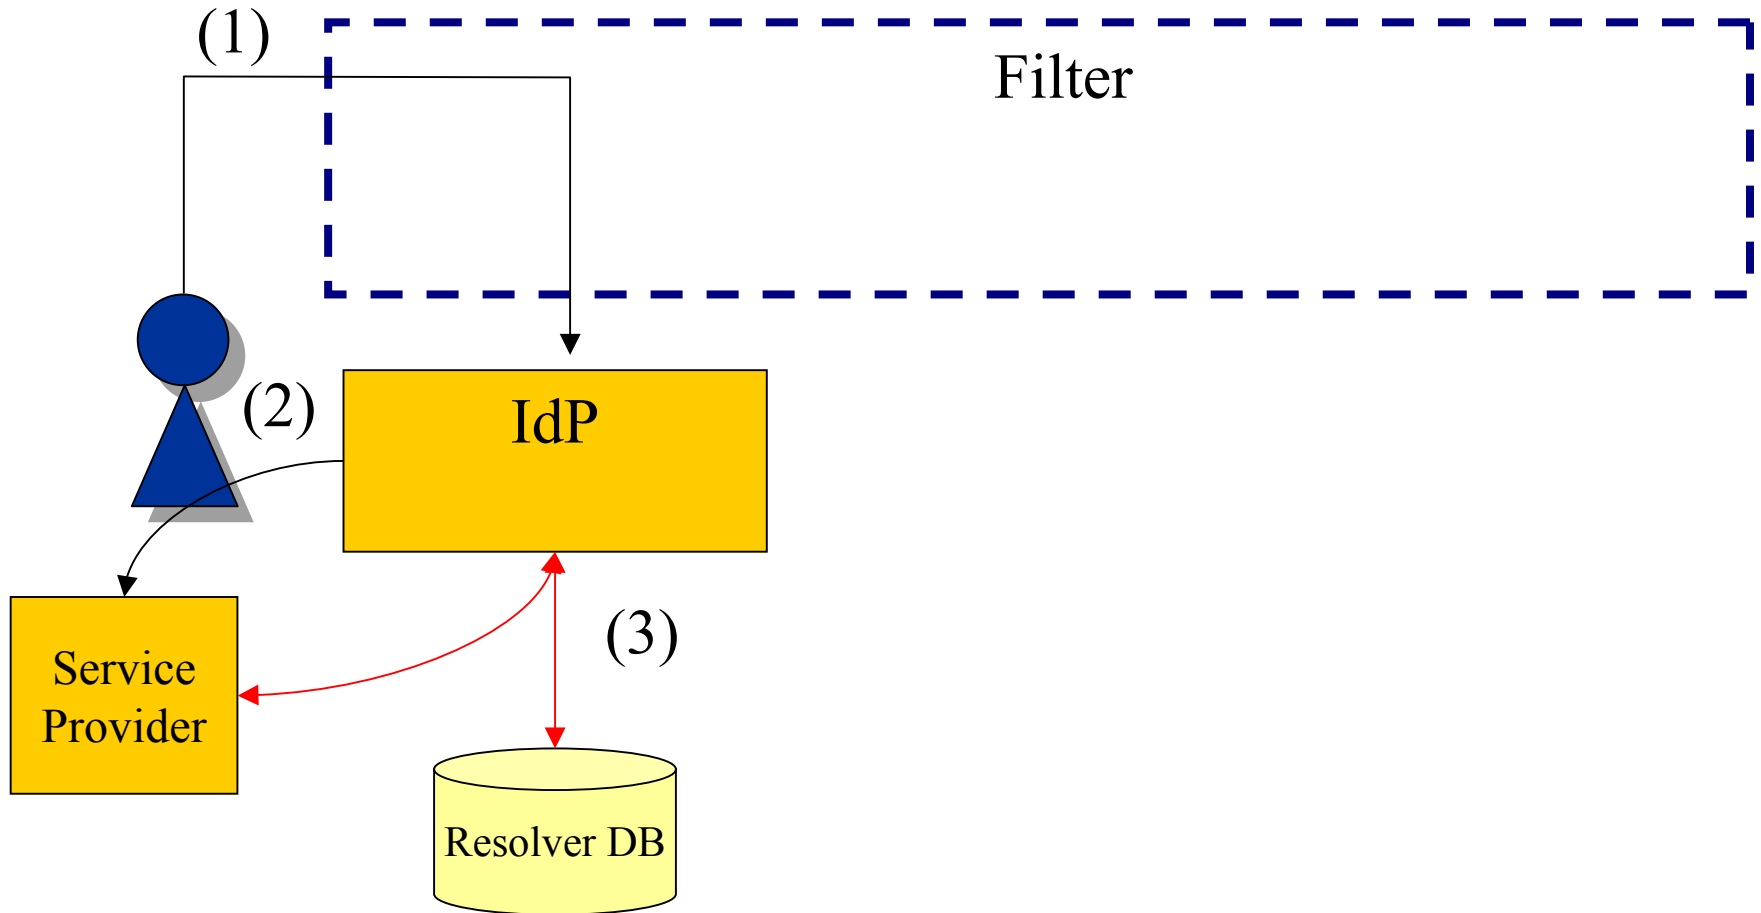 (1)
Filter
(2)
IdP
(3)
Service
Provider
Resolver DB